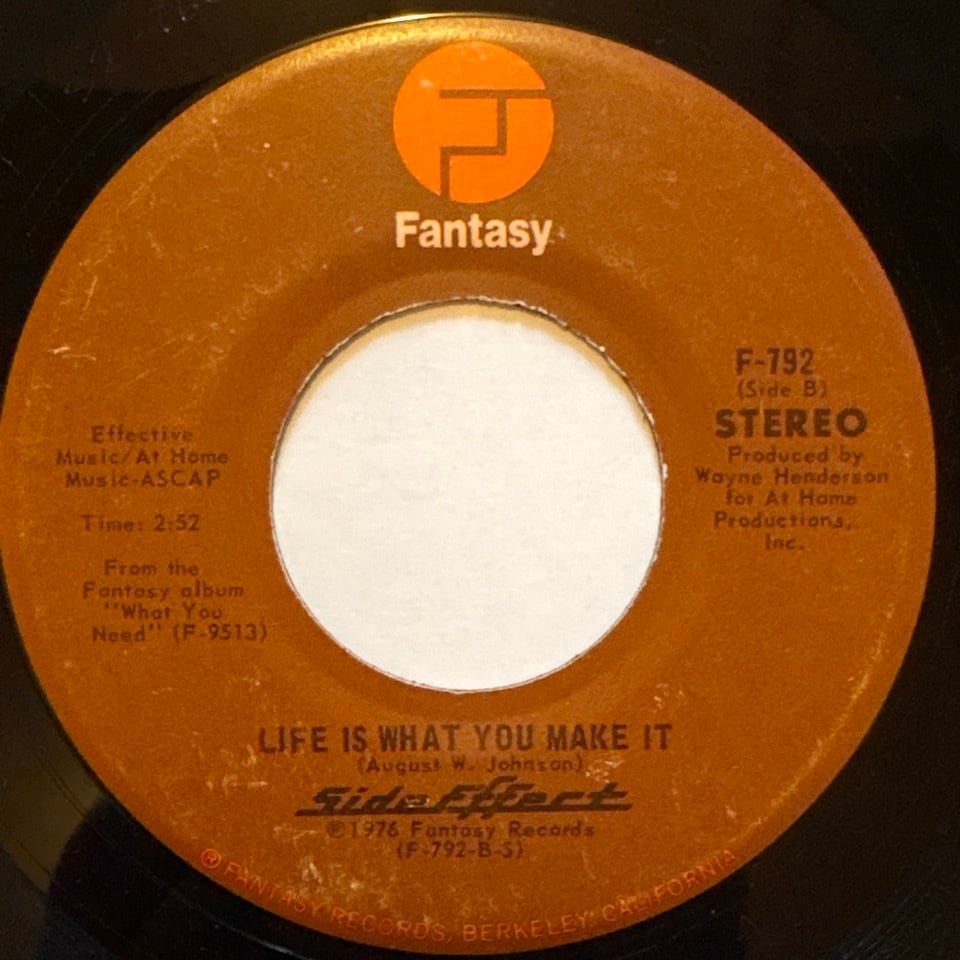 Fantasy
F-792
(Side B)
STEREO
Produced by
Wayne Henderson
for At Home
Productions,
Inc.
Effective
Music/At Home
Music-ASCAP
Time: 2:52
From the
Fantasy album
"What You
Need" (F-9513)
LIFE IS WHAT YOU MAKE IT
(August W. Johnson)
Side Effect
℗1976 Fantasy Records
(F-792-B-S)
® FANTASY RECORDS, BERKELEY, CALIFORNIA